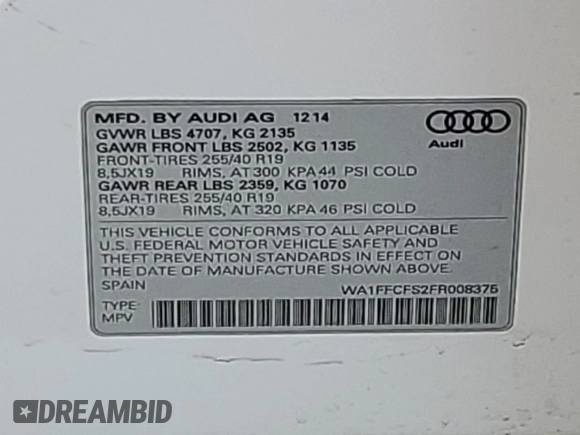 MFD. BY AUDI AG 12 14
GVWR LBS 4707, KG 2135
GAWR FRONT LBS 2502, KG 1135
FRONT-TIRES 255/40 R19
8,5JX19 RIMS, AT 300 KPA 44 PSI COLD
GAWR REAR LBS 2359, KG 1070
REAR-TIRES 255/40 R19
8,5JX19 RIMS, AT 320 KPA 46 PSI COLD
Audi
THIS VEHICLE CONFORMS TO ALL APPLICABLE
U.S. FEDERAL MOTOR VEHICLE SAFETY AND
THEFT PREVENTION STANDARDS IN EFFECT ON
THE DATE OF MANUFACTURE SHOWN ABOVE.
SPAIN WA1FFCFS2FR008375
TYPE:
MPV
DREAMBID